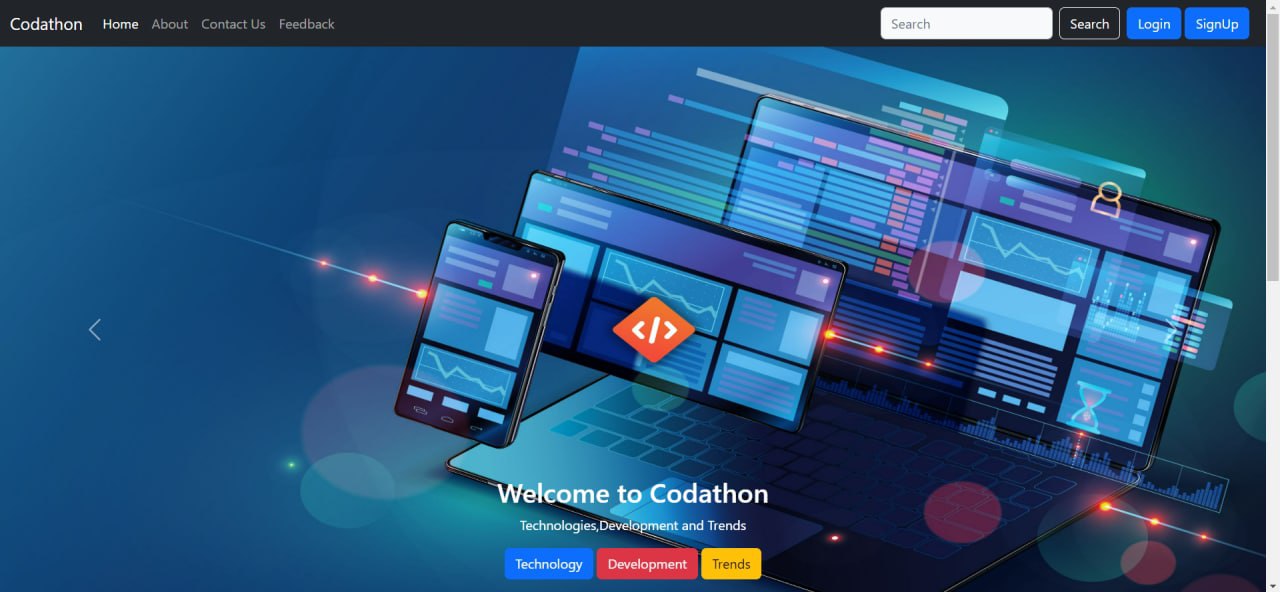 Codathon Home About Contact Us Feedback Search Search Login SignUp
</>
Welcome to Codathon
Technologies,Development and Trends
Technology Development Trends